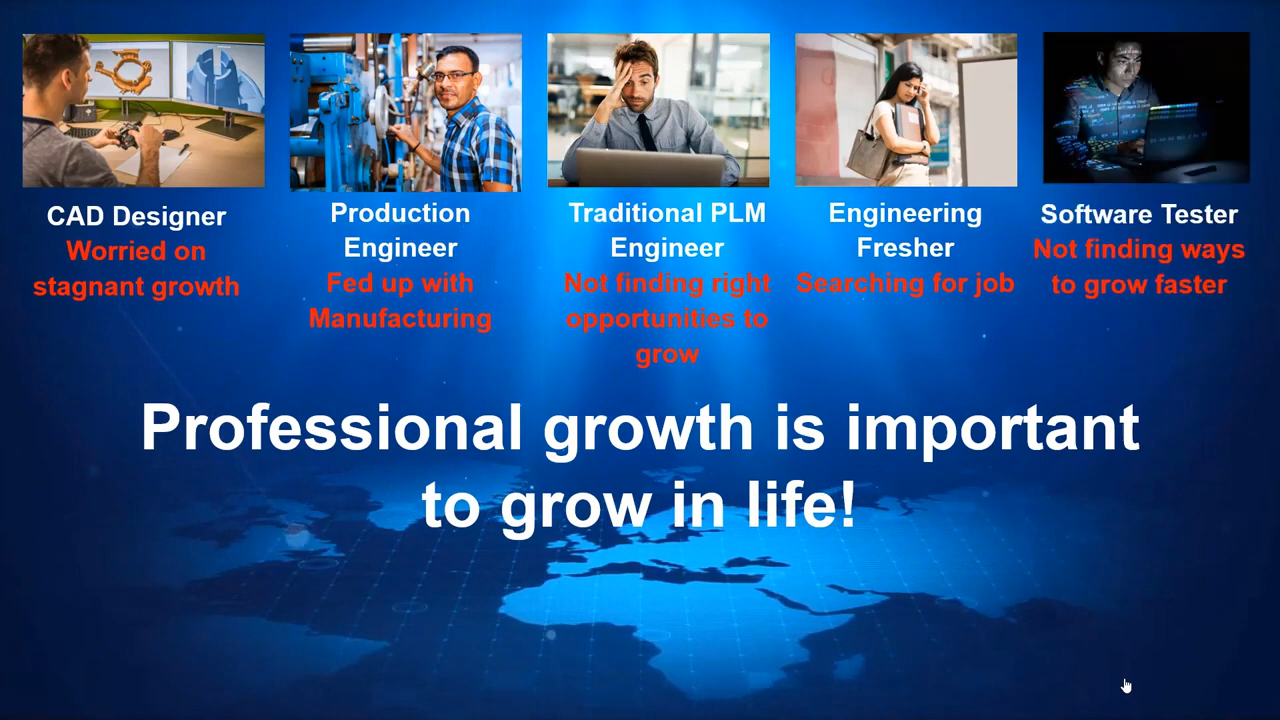 CAD Designer
Worried on
stagnant growth
Production
Engineer
Fed up with
Manufacturing
Traditional PLM
Engineer
Not finding right
opportunities to
grow
Engineering
Fresher
Searching for job
Software Tester
Not finding ways
to grow faster
Professional growth is important
to grow in life!